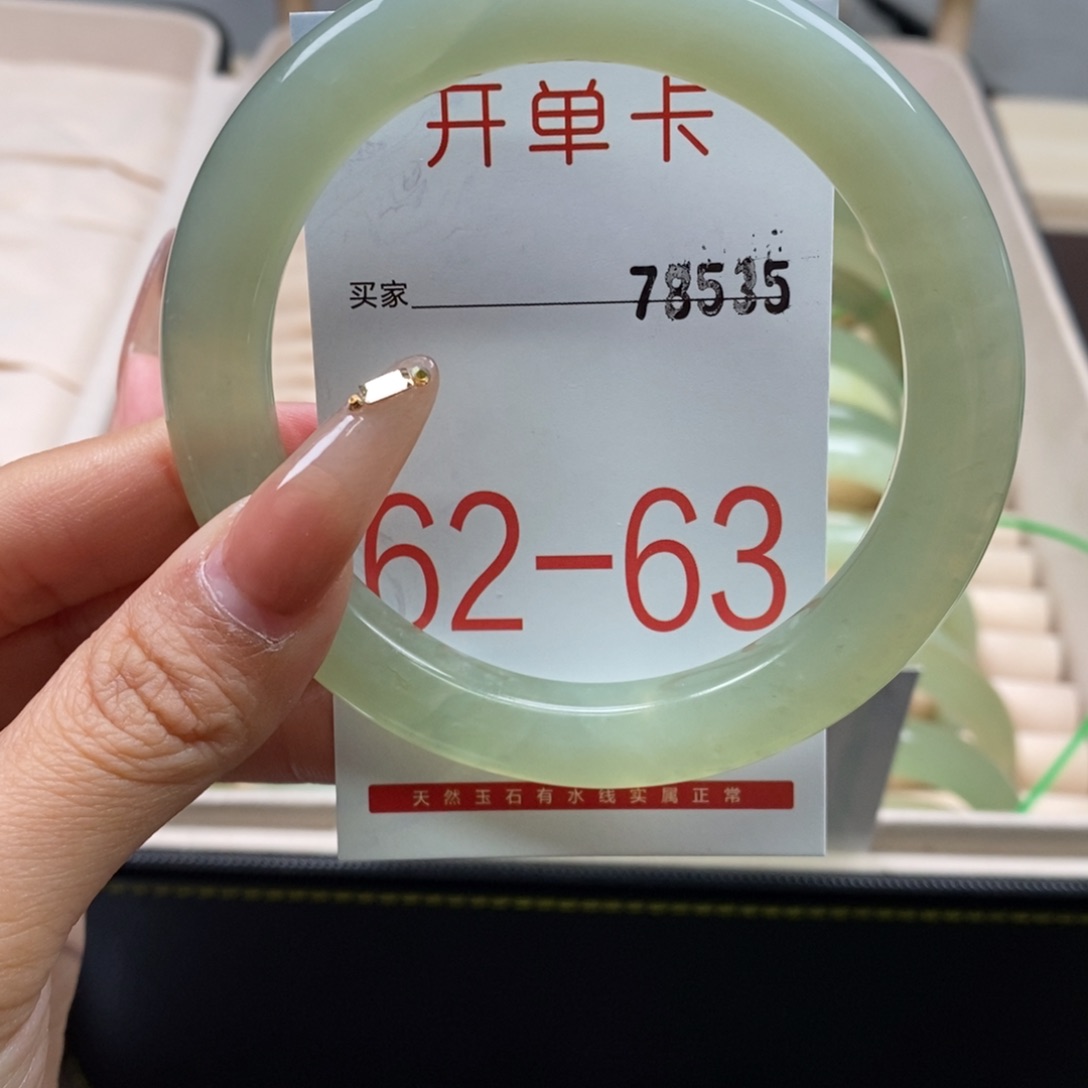 开单卡
买家 78535
62-63
天然玉石有水线实属正常